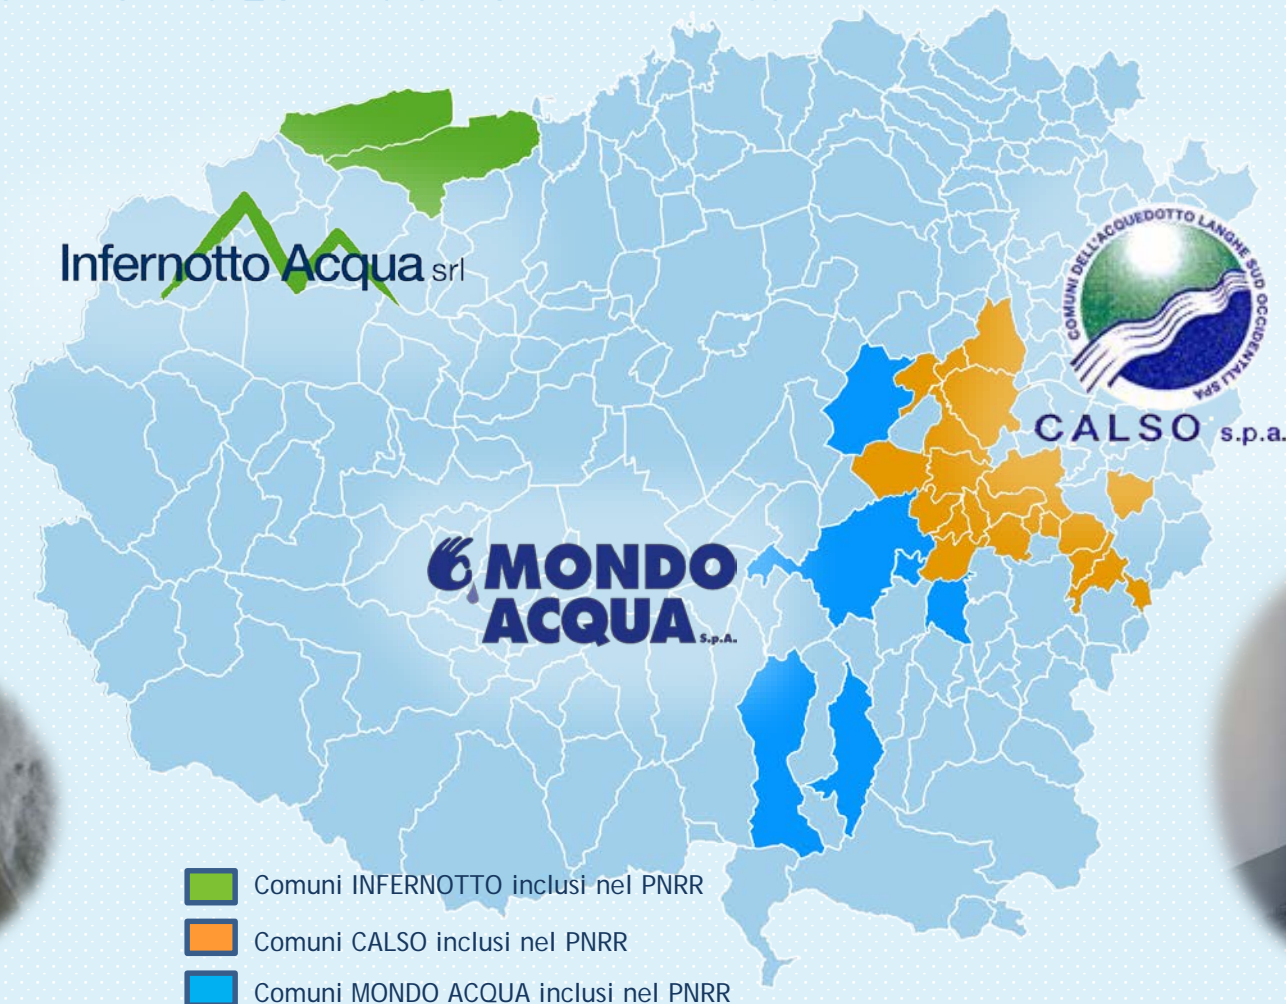 Infernotto Acqua srl
COMUNI DELL'ACQUEDOTTO LANGHE SUD OCCIDENTALI SPA
CALSO s.p.a.
MONDO
ACQUA S.p.A.
Comuni INFERNOTTO inclusi nel PNRR
Comuni CALSO inclusi nel PNRR
Comuni MONDO ACQUA inclusi nel PNRR